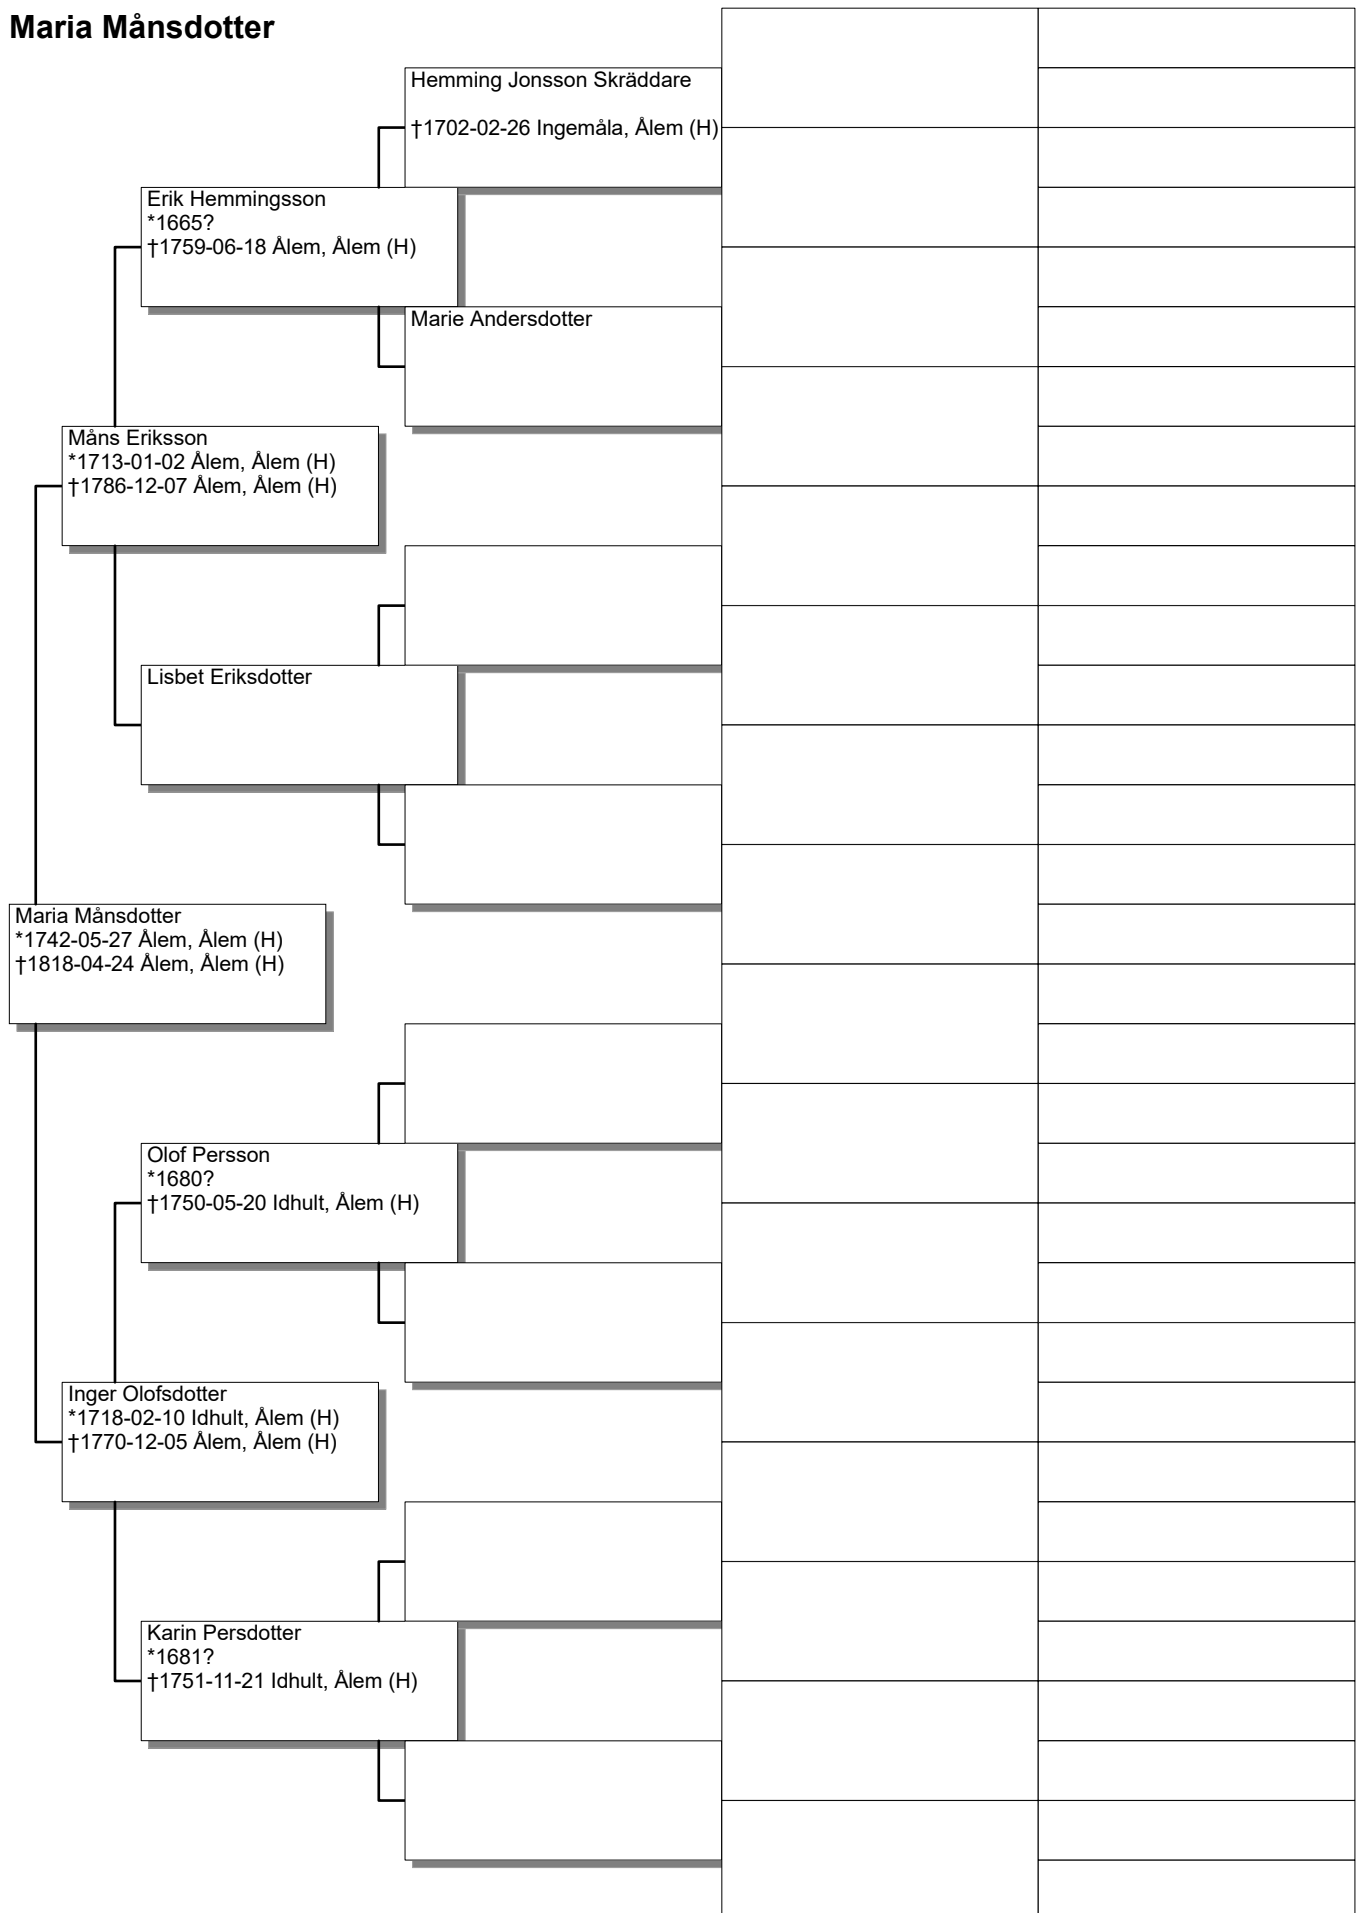 Maria Månsdotter
Hemming Jonsson Skräddare
†1702-02-26 Ingemåla, Ålem (H)
Erik Hemmingsson
*1665?
†1759-06-18 Ålem, Ålem (H)
Marie Andersdotter
Måns Eriksson
*1713-01-02 Ålem, Ålem (H)
†1786-12-07 Ålem, Ålem (H)
Lisbet Eriksdotter
Maria Månsdotter
*1742-05-27 Ålem, Ålem (H)
†1818-04-24 Ålem, Ålem (H)
Olof Persson
*1680?
†1750-05-20 Idhult, Ålem (H)
Inger Olofsdotter
*1718-02-10 Idhult, Ålem (H)
†1770-12-05 Ålem, Ålem (H)
Karin Persdotter
*1681?
†1751-11-21 Idhult, Ålem (H)